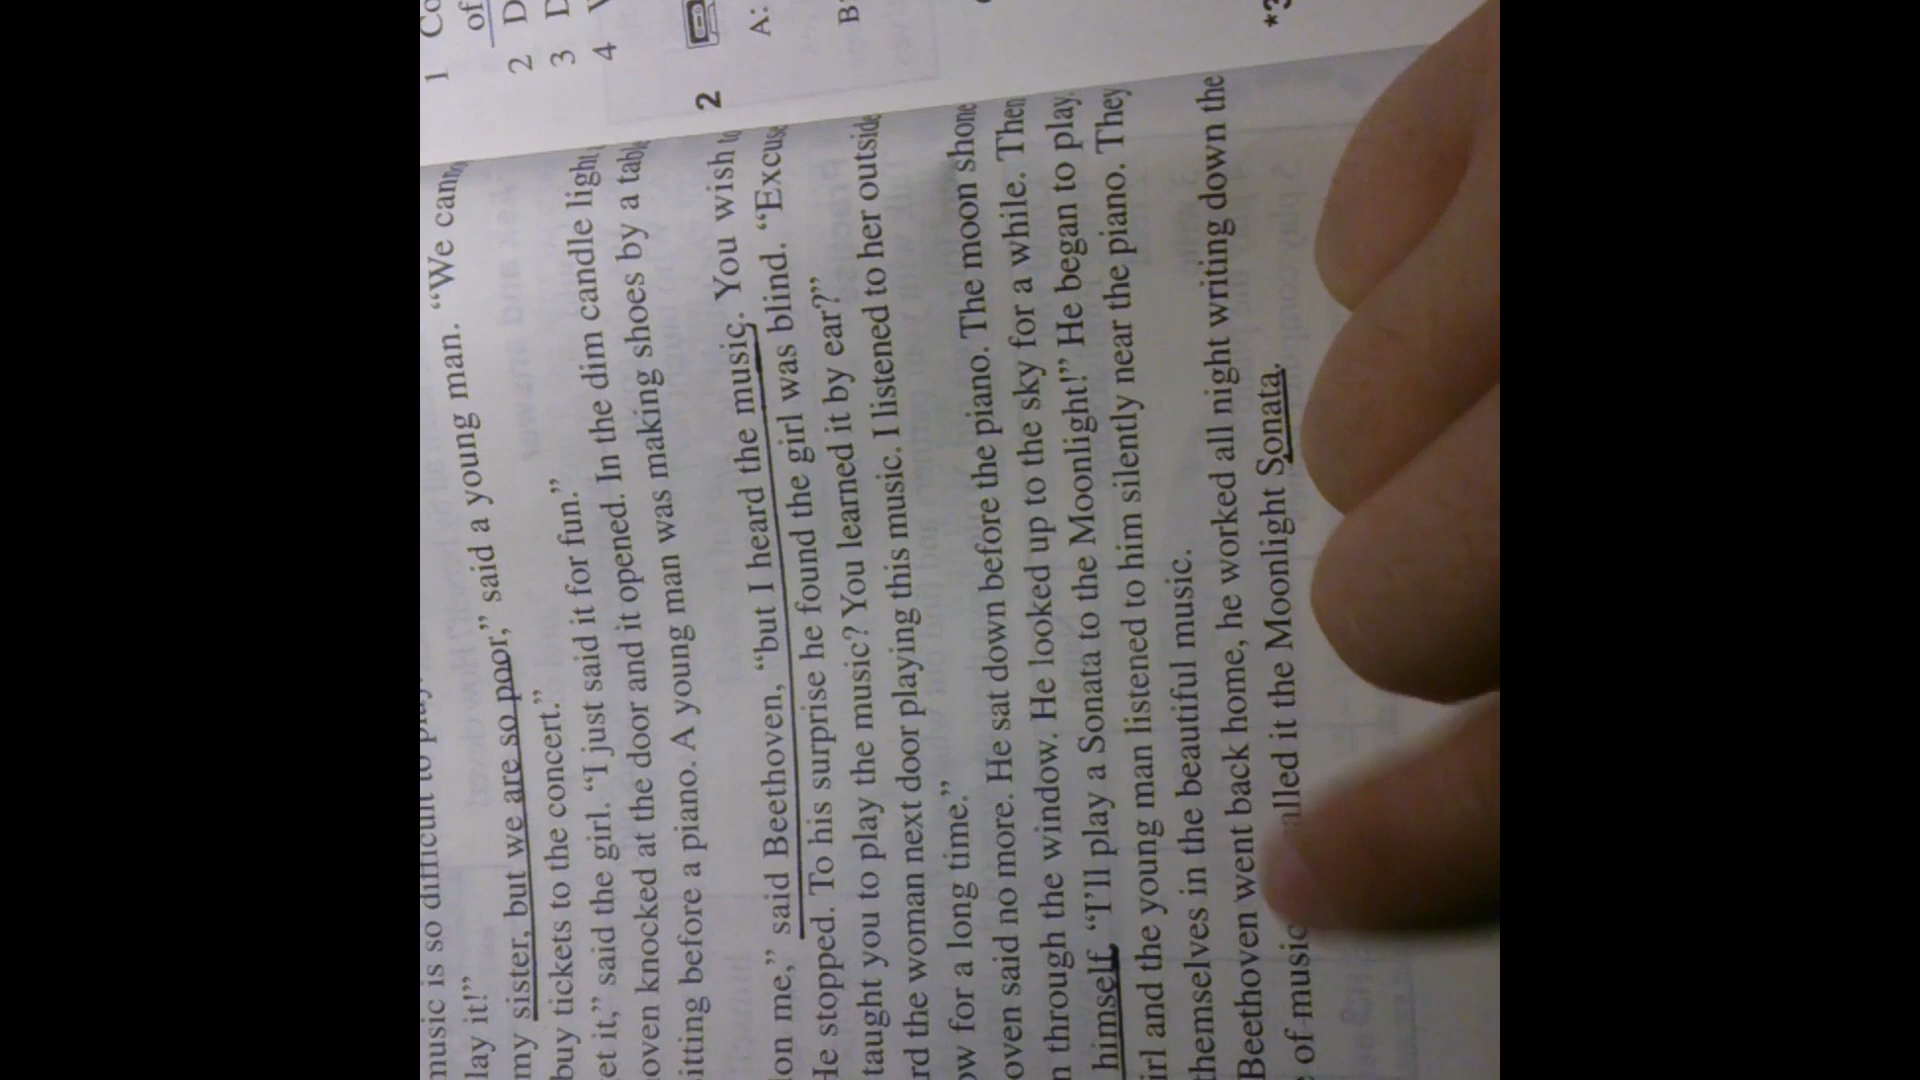 music is so difficult to
lay it!"
my sister, but we are so poor," said a young man. "We
buy tickets to the concert."
et it," said the girl. "I just said it for fun."
oven knocked at the door and it opened. In the dim candle light
itting before a piano. A young man was making shoes by a
on me," said Beethoven, "but I heard the music. You wish
He stopped. To his surprise he found the girl was blind. "Excuse
taught you to play the music? You learned it by ear?"
rd the woman next door playing this music. I listened to her outside
ow for a long time."
oven said no more. He sat down before the piano. The moon shone
n through the window. He looked up to the sky for a while. Then
himself. "I'll play a Sonata to the Moonlight!" He began to play.
irl and the young man listened to him silently near the piano. They
themselves in the beautiful music.
Beethoven went back home, he worked all night writing down the
of music alled it the Moonlight Sonata.
1 Co
of
2 D
3 D
4
2
A:
B:
*3